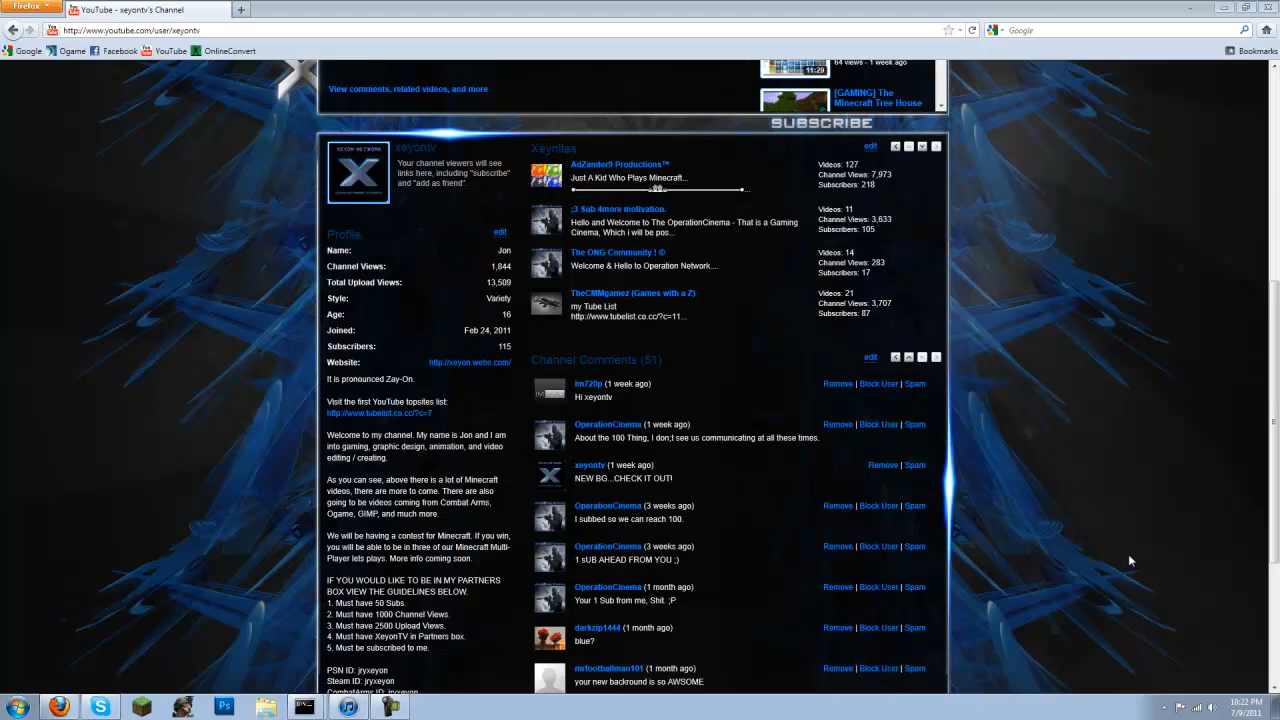 Firefox
YouTube - xeyontv's Channel
http://www.youtube.com/user/xeyontv
Google
Google
Ogame
Facebook
YouTube
OnlineConvert
Bookmarks
View comments, related videos, and more
11:29
64 views - 1 week ago
[GAMING] The
Minecraft Tree House
SUBSCRIBE
XEYON NETWORK
X
xeyontv
Your channel viewers will see
links here, including "subscribe"
and "add as friend".
Profile
edit
Name: Jon
Channel Views: 1,844
Total Upload Views: 13,509
Style: Variety
Age: 16
Joined: Feb 24, 2011
Subscribers: 115
Website: http://xeyon.webs.com/
It is pronounced Zay-On.
Visit the first YouTube topsites list:
http://www.tubelist.co.cc/?c=7
Welcome to my channel. My name is Jon and I am
into gaming, graphic design, animation, and video
editing / creating.
As you can see, above there is a lot of Minecraft
videos, there are more to come. There are also
going to be videos coming from Combat Arms,
Ogame, GIMP, and much more.
We will be having a contest for Minecraft. If you win,
you will be able to be in three of our Minecraft Multi-
Player lets plays. More info coming soon.
IF YOU WOULD LIKE TO BE IN MY PARTNERS
BOX VIEW THE GUIDELINES BELOW.
1. Must have 50 Subs.
2. Must have 1000 Channel Views.
3. Must have 2500 Upload Views.
4. Must have XeyonTV in Partners box.
5. Must be subscribed to me.
PSN ID: jryxeyon
Steam ID: jryxeyon
CombatArms ID: jryxeyon
Xeynitas
edit
AdZander9 Productions™
Just A Kid Who Plays Minecraft...
Videos: 127
Channel Views: 7,973
Subscribers: 218
;3 Sub 4more motivation.
Hello and Welcome to The OperationCinema - That is a Gaming
Cinema, Which i will be pos...
Videos: 11
Channel Views: 3,633
Subscribers: 105
The ONG Community ! ©
Welcome & Hello to Operation Network....
Videos: 14
Channel Views: 283
Subscribers: 17
TheCMMgamez (Games with a Z)
my Tube List
http://www.tubelist.co.cc/?c=11...
Videos: 21
Channel Views: 3,707
Subscribers: 87
Channel Comments (51)
edit
im720p (1 week ago)
Remove | Block User | Spam
Hi xeyontv
OperationCinema (1 week ago)
Remove | Block User | Spam
About the 100 Thing, I don;t see us communicating at all these times.
xeyontv (1 week ago)
Remove | Spam
NEW BG...CHECK IT OUT!
OperationCinema (3 weeks ago)
Remove | Block User | Spam
I subbed so we can reach 100.
OperationCinema (3 weeks ago)
Remove | Block User | Spam
1 sUB AHEAD FROM YOU ;)
OperationCinema (1 month ago)
Remove | Block User | Spam
Your 1 Sub from me, Shit. ;P
darkzip1444 (1 month ago)
Remove | Block User | Spam
blue?
mrfootballman101 (1 month ago)
Remove | Block User | Spam
your new backround is so AWSOME
10:22 PM
7/9/2011